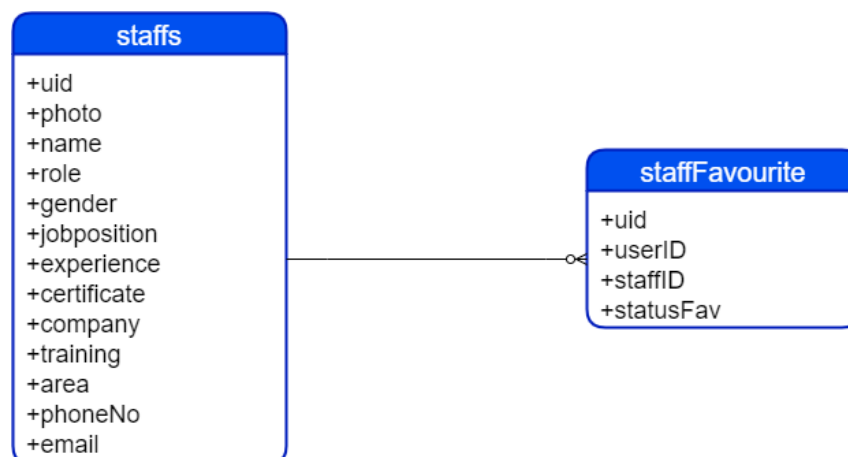 staffs
+uid
+photo
+name
+role
+gender
+jobposition
+experience
+certificate
+company
+training
+area
+phoneNo
+email
staffFavourite
+uid
+userID
+staffID
+statusFav